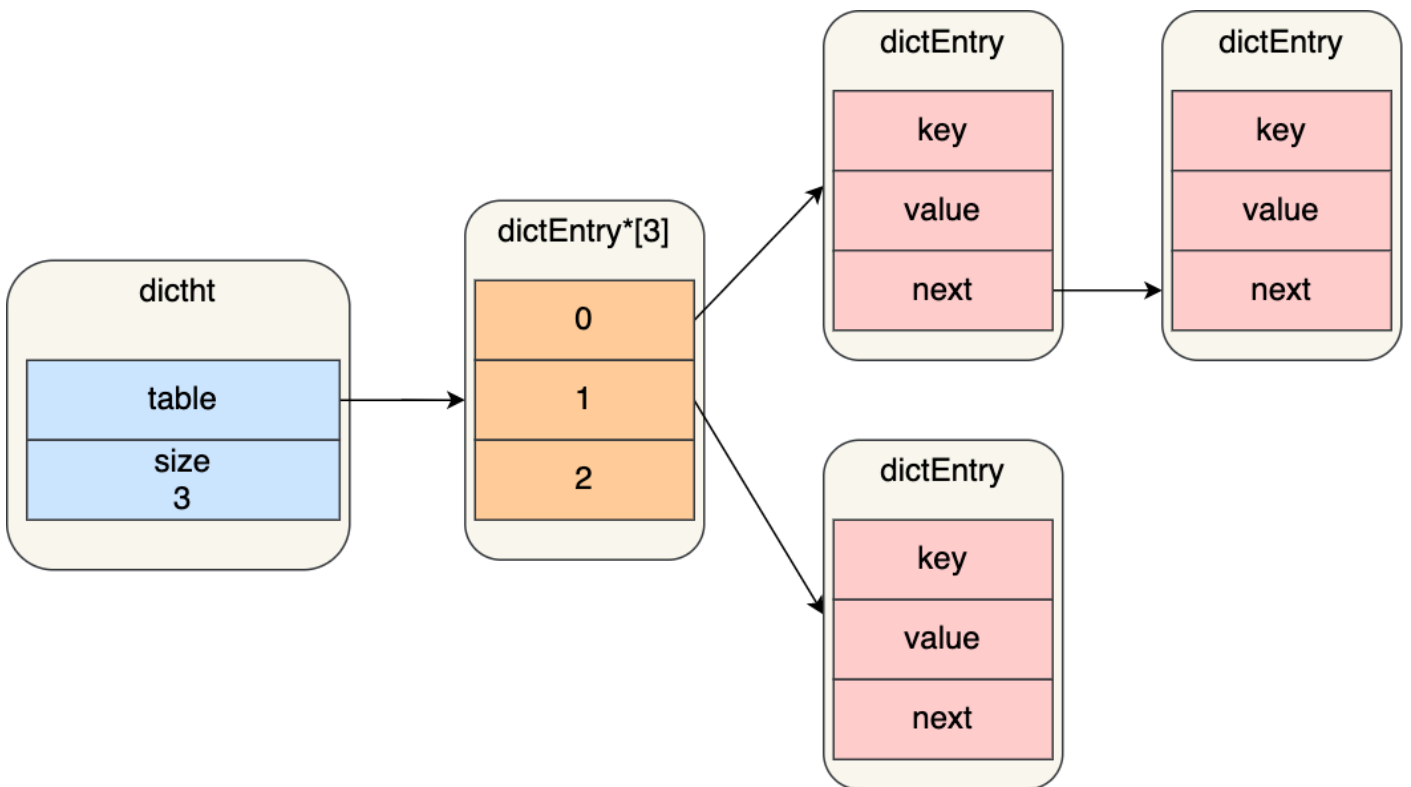 dictht
table
size
3
dictEntry*[3]
0
1
2
dictEntry
key
value
next
dictEntry
key
value
next
dictEntry
key
value
next